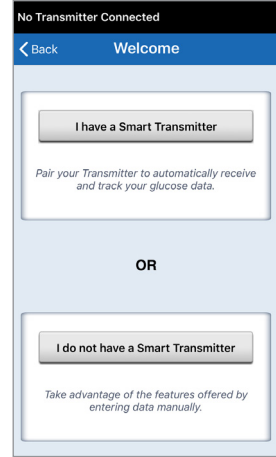 No Transmitter Connected
Back Welcome
I have a Smart Transmitter
Pair your Transmitter to automatically receive
and track your glucose data.
OR
I do not have a Smart Transmitter
Take advantage of the features offered by
entering data manually.